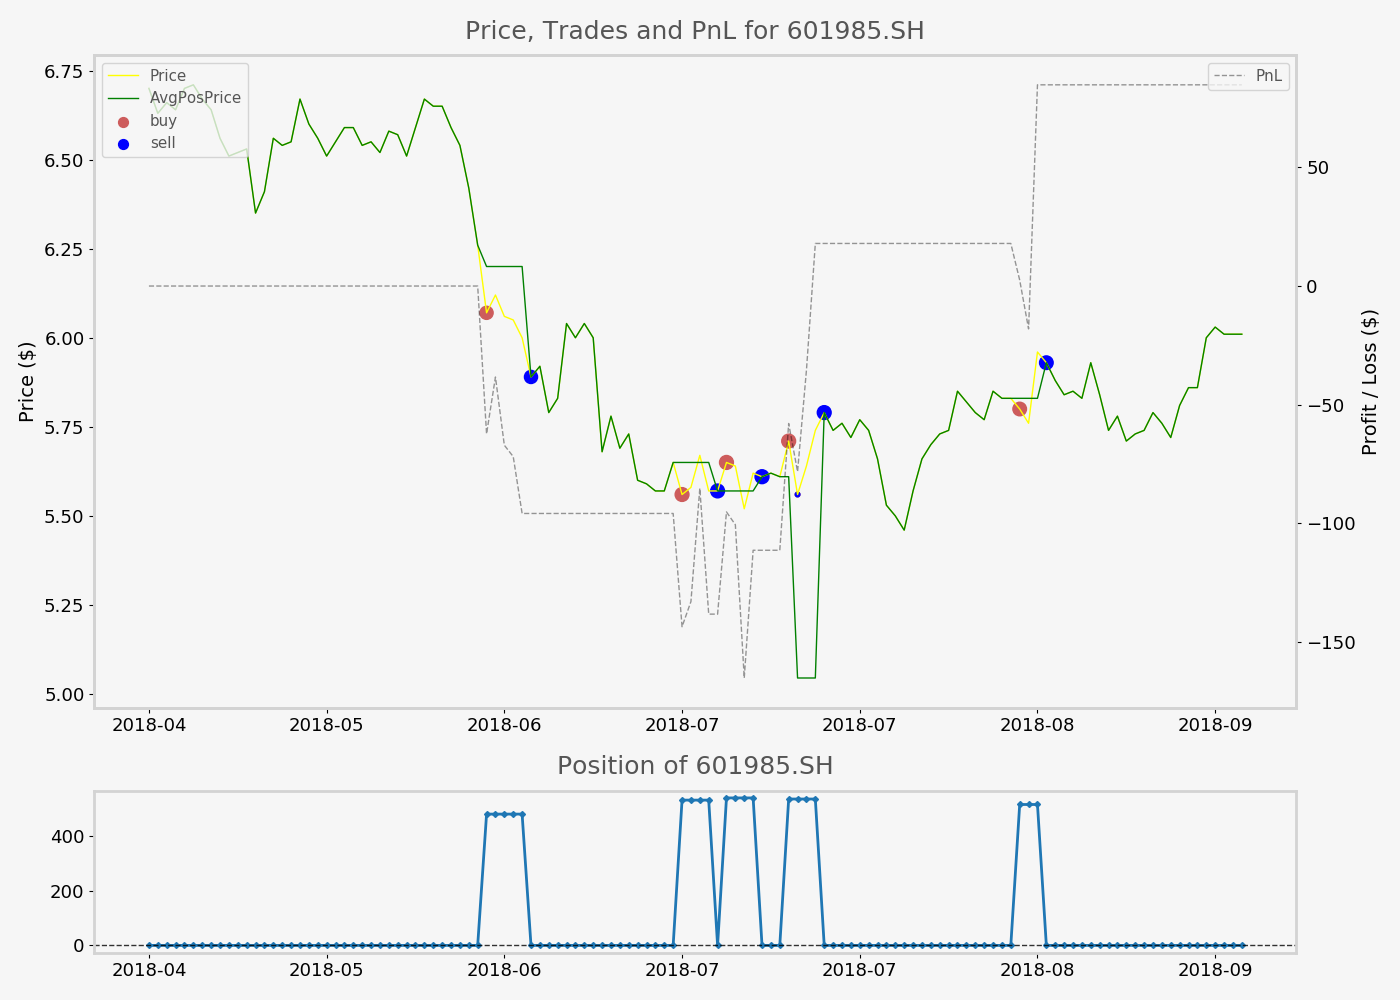 Price, Trades and PnL for 601985.SH
Price
AvgPosPrice
buy
sell
PnL
6.75
6.50
6.25
6.00
5.75
5.50
5.25
5.00
Price ($)
50
0
−50
−100
−150
Profit / Loss ($)
2018-04 2018-05 2018-06 2018-07 2018-07 2018-08 2018-09
Position of 601985.SH
400
200
0
2018-04 2018-05 2018-06 2018-07 2018-07 2018-08 2018-09